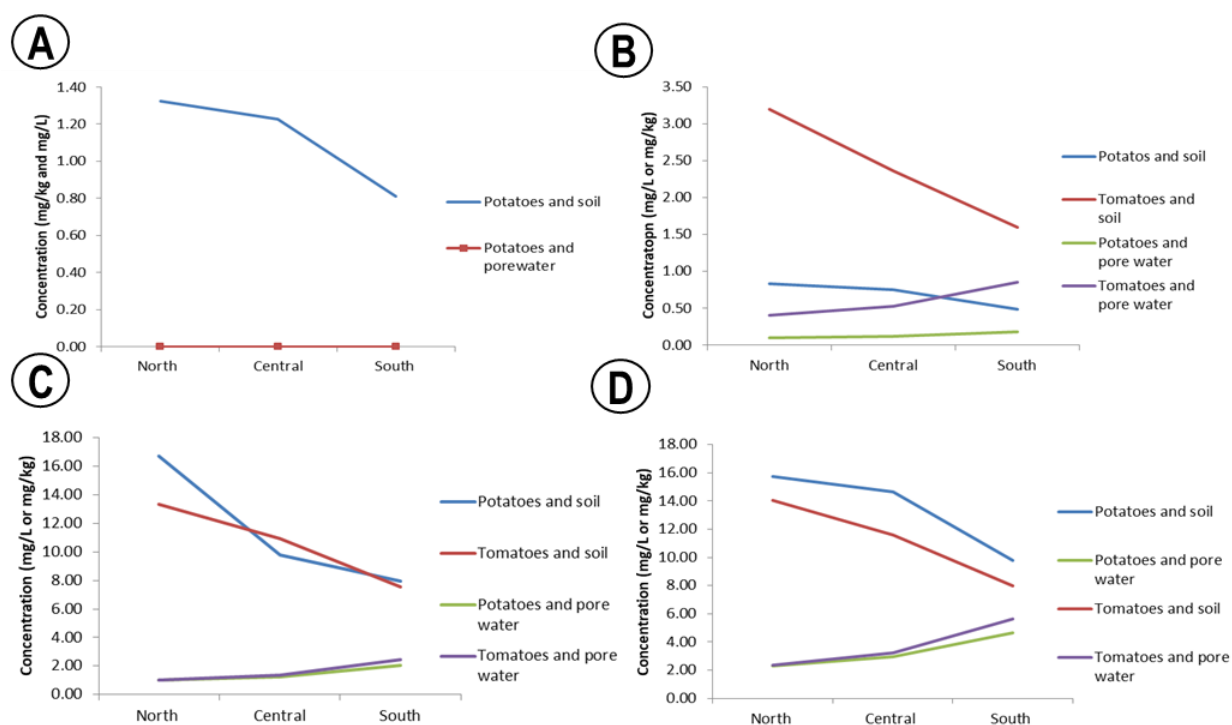 A
Concentration (mg/kg and mg/L)
1.40
1.20
1.00
0.80
0.60
0.40
0.20
0.00
North Central South
Potatoes and soil
Potatoes and
porewater
B
Concentratopn (mg/L or mg/kg)
3.50
3.00
2.50
2.00
1.50
1.00
0.50
0.00
North Central South
Potatos and soil
Tomatoes and
soil
Potatoes and
pore water
Tomatoes and
pore water
C
Concentration (mg/L or mg/kg)
18.00
16.00
14.00
12.00
10.00
8.00
6.00
4.00
2.00
0.00
North Central South
Potatoes and soil
Tomatoes and soil
Potatoes and pore
water
Tomatoes and pore
water
D
Concentration (mg/L or mg/kg)
18.00
16.00
14.00
12.00
10.00
8.00
6.00
4.00
2.00
0.00
North Central South
Potatoes and soil
Potatoes and pore
water
Tomatoes and soil
Tomatoes and pore
water